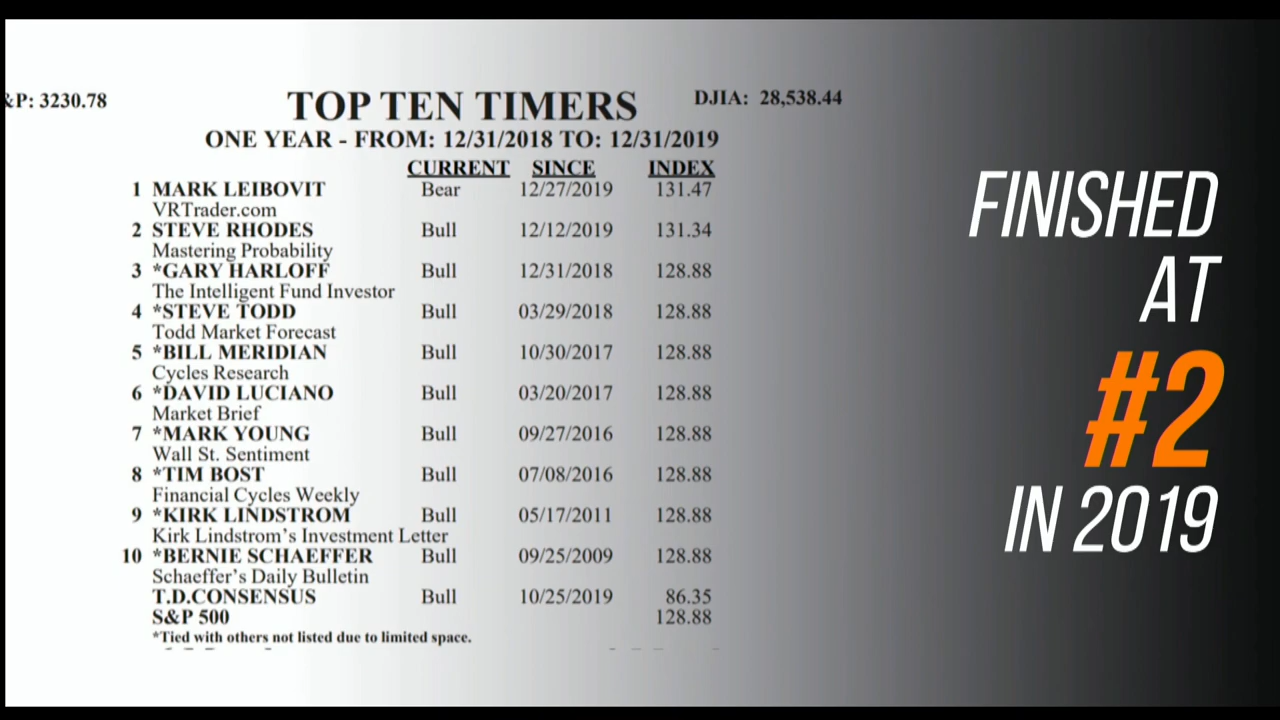 &P: 3230.78
TOP TEN TIMERS
DJIA: 28,538.44
ONE YEAR - FROM: 12/31/2018 TO: 12/31/2019
CURRENT SINCE INDEX
1 MARK LEIBOVIT Bear 12/27/2019 131.47
VRTrader.com
2 STEVE RHODES Bull 12/12/2019 131.34
Mastering Probability
3 *GARY HARLOFF Bull 12/31/2018 128.88
The Intelligent Fund Investor
4 *STEVE TODD Bull 03/29/2018 128.88
Todd Market Forecast
5 *BILL MERIDIAN Bull 10/30/2017 128.88
Cycles Research
6 *DAVID LUCIANO Bull 03/20/2017 128.88
Market Brief
7 *MARK YOUNG Bull 09/27/2016 128.88
Wall St. Sentiment
8 *TIM BOST Bull 07/08/2016 128.88
Financial Cycles Weekly
9 *KIRK LINDSTROM Bull 05/17/2011 128.88
Kirk Lindstrom's Investment Letter
10 *BERNIE SCHAEFFER Bull 09/25/2009 128.88
Schaeffer's Daily Bulletin
T.D.CONSENSUS Bull 10/25/2019 86.35
S&P 500 128.88
*Tied with others not listed due to limited space.
FINISHED
AT
#2
IN 2019